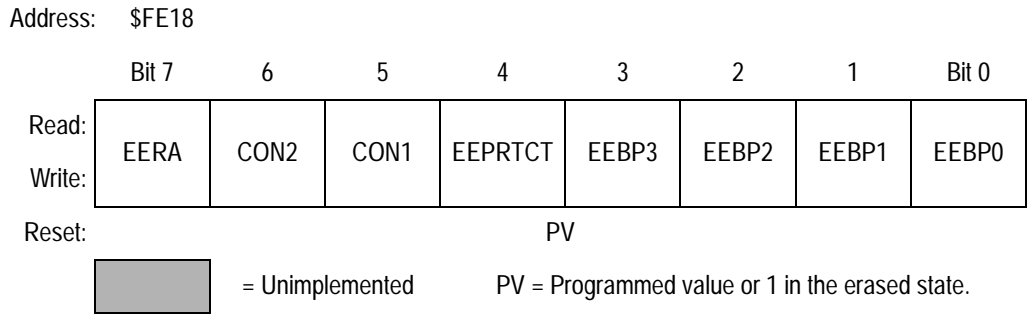 Address: $FE18
Bit 7 6 5 4 3 2 1 Bit 0
Read:
EERA CON2 CON1 EEPRTCT EEBP3 EEBP2 EEBP1 EEBP0
Write:
Reset: PV
= Unimplemented PV = Programmed value or 1 in the erased state.